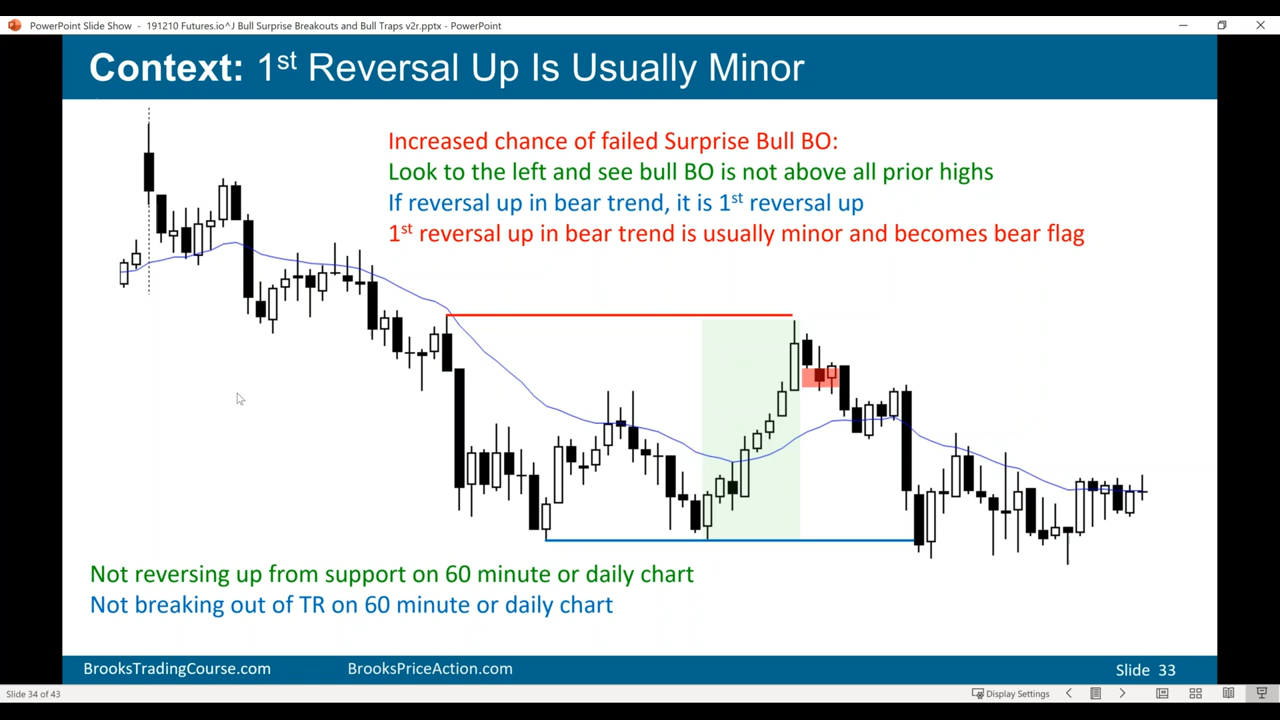 PowerPoint Slide Show - 191210 Futures.io^J Bull Surprise Breakouts and Bull Traps v2r.pptx - PowerPoint
Context: 1st Reversal Up Is Usually Minor
Increased chance of failed Surprise Bull BO:
Look to the left and see bull BO is not above all prior highs
If reversal up in bear trend, it is 1st reversal up
1st reversal up in bear trend is usually minor and becomes bear flag
Not reversing up from support on 60 minute or daily chart
Not breaking out of TR on 60 minute or daily chart
BrooksTradingCourse.com BrooksPriceAction.com Slide 33
Slide 34 of 43 Display Settings